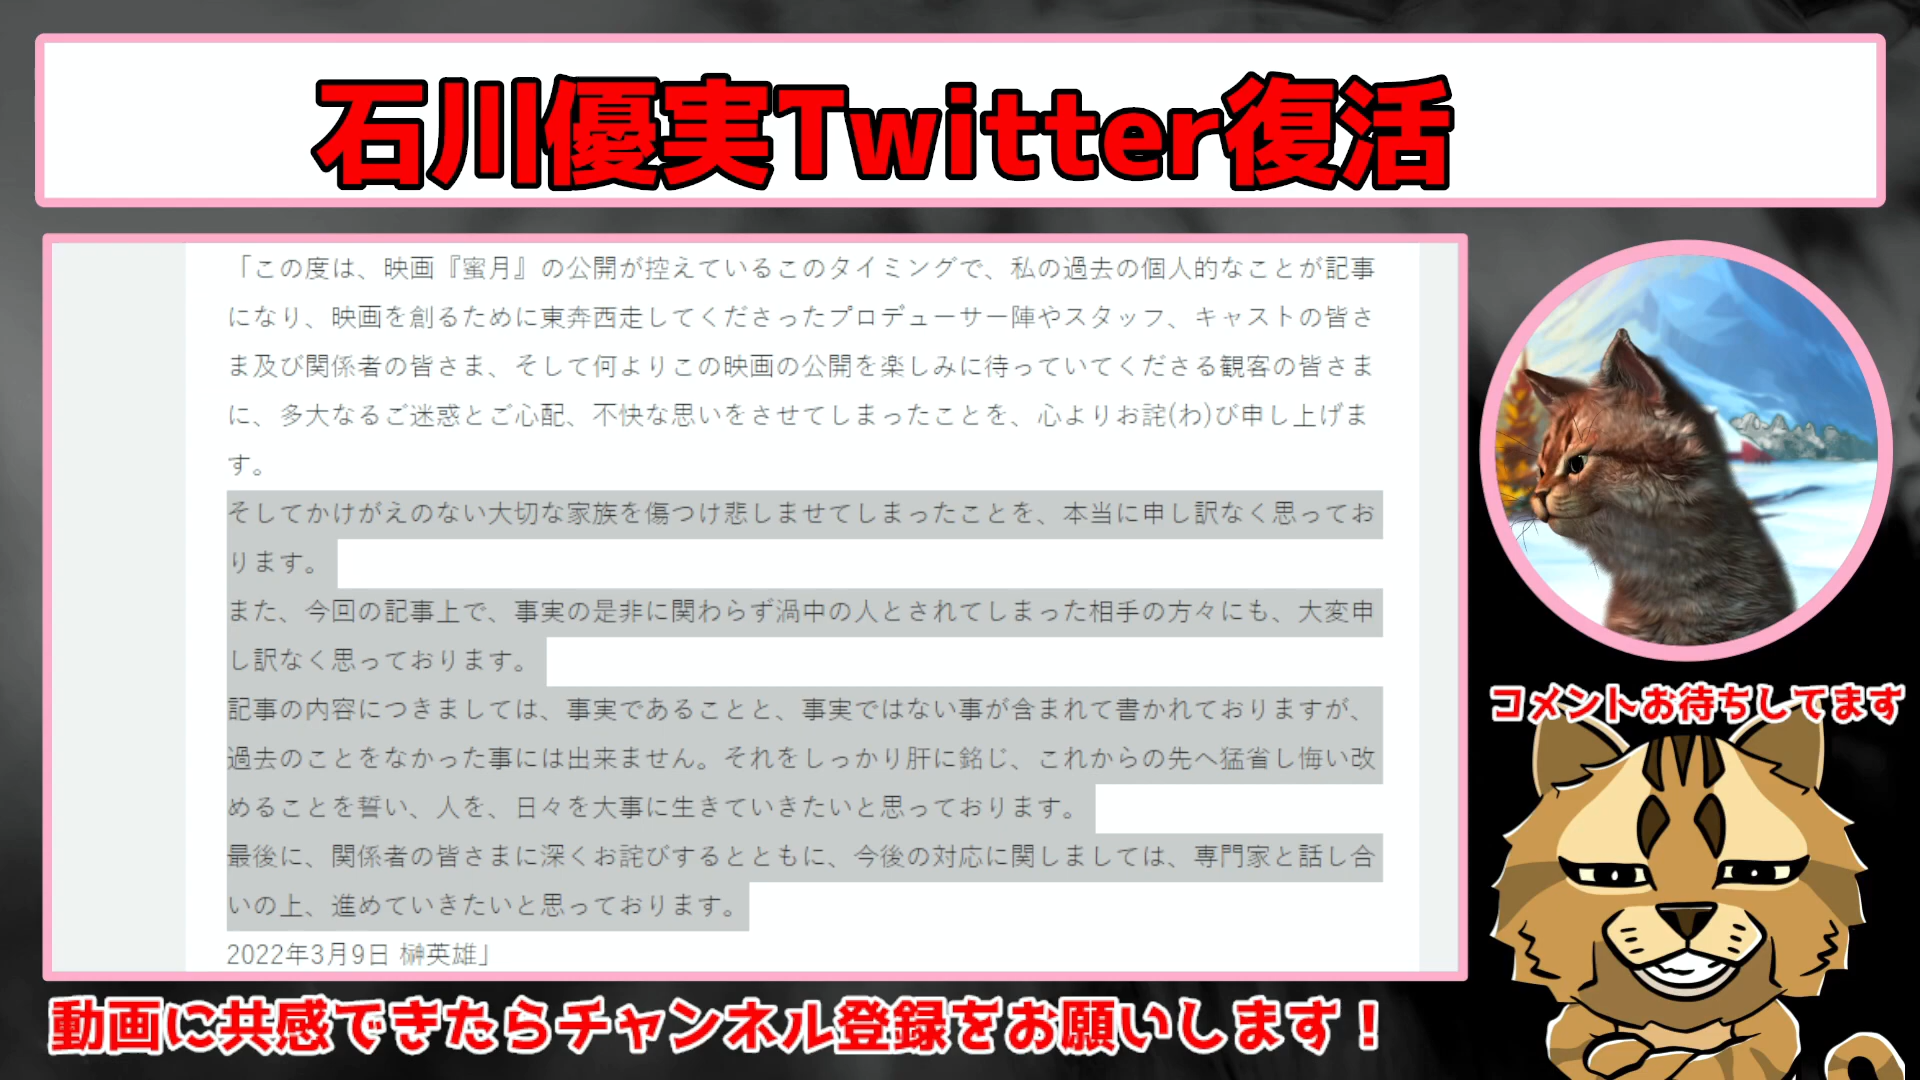 石川優実Twitter復活
「この度は、映画『蜜月』の公開が控えているこのタイミングで、私の過去の個人的なことが記事
になり、映画を創るために東奔西走してくださったプロデューサー陣やスタッフ、キャストの皆さ
ま及び関係者の皆さま、そして何よりこの映画の公開を楽しみに待っていてくださる観客の皆さま
に、多大なるご迷惑とご心配、不快な思いをさせてしまったことを、心よりお詫(わ)び申し上げま
す。
そしてかけがえのない大切な家族を傷つけ悲しませてしまったことを、本当に申し訳なく思ってお
ります。
また、今回の記事上で、事実の是非に関わらず渦中の人とされてしまった相手の方々にも、大変申
し訳なく思っております。
記事の内容につきましては、事実であることと、事実ではない事が含まれて書かれておりますが、
過去のことをなかった事には出来ません。それをしっかり肝に銘じ、これからの先へ猛省し悔い改
めることを誓い、人を、日々を大事に生きていきたいと思っております。
最後に、関係者の皆さまに深くお詫びするとともに、今後の対応に関しましては、専門家と話し合
いの上、進めていきたいと思っております。
2022年3月9日 榊英雄」
コメントお待ちしてます
動画に共感できたらチャンネル登録をお願いします！